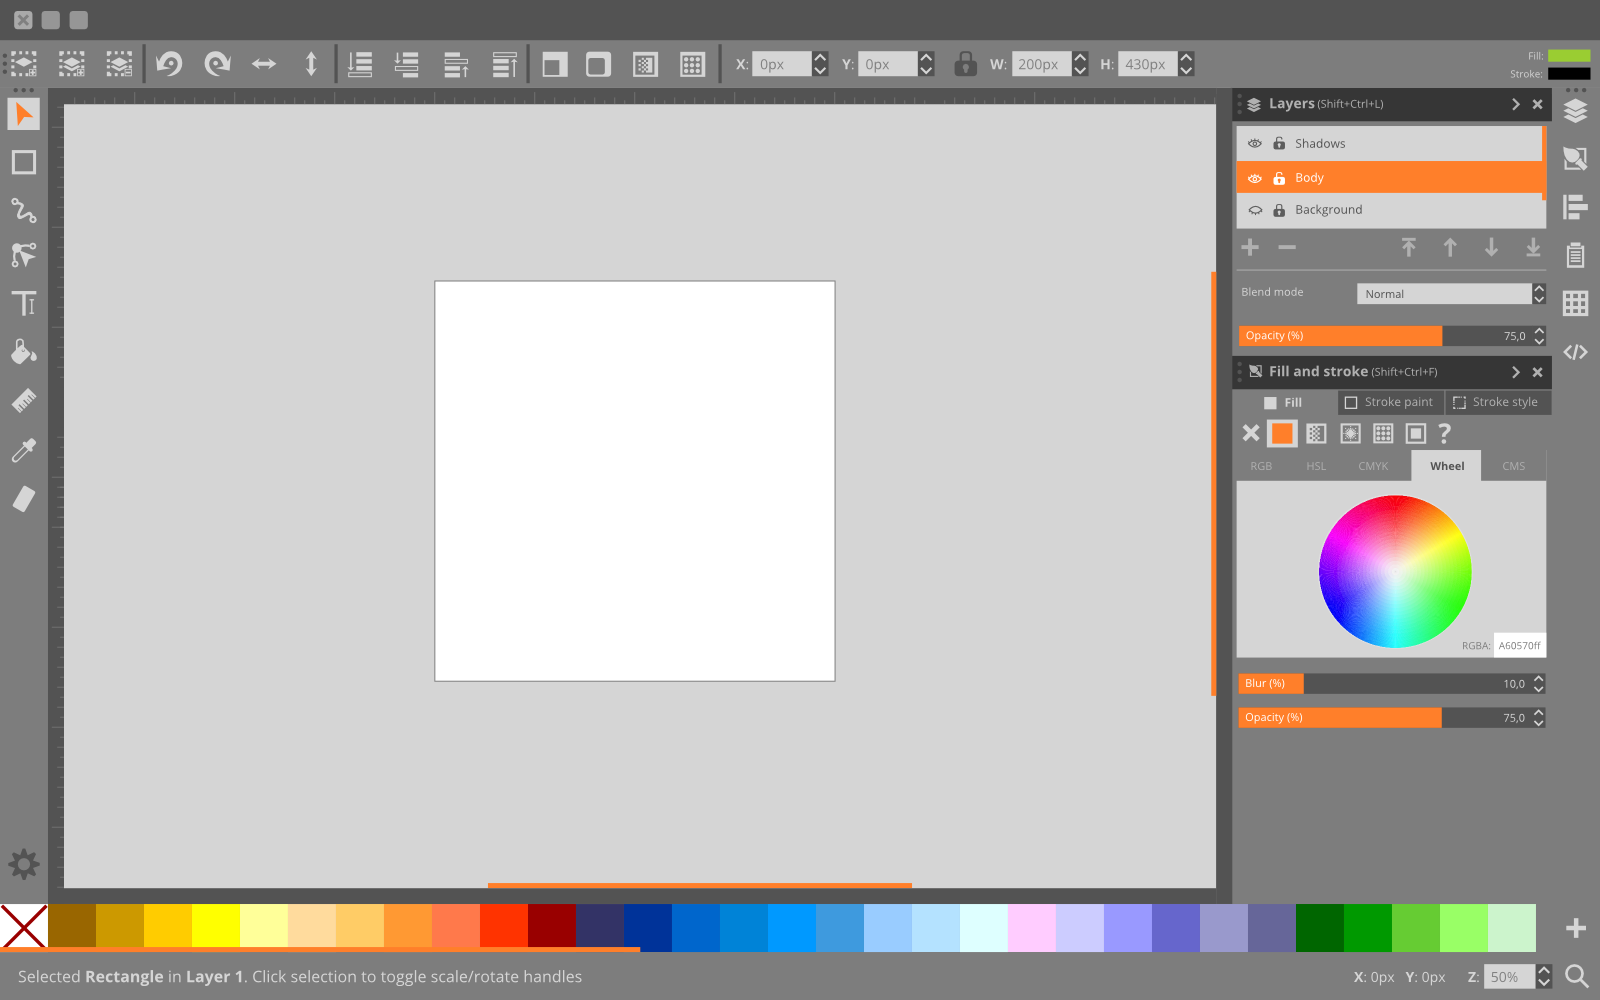 X: 0px Y: 0px W: 200px H: 430px
Fill:
Stroke:
Layers (Shift+Ctrl+L)
Shadows
Body
Background
Blend mode Normal
Opacity (%) 75,0
Fill and stroke (Shift+Ctrl+F)
Fill Stroke paint Stroke style
?
RGB HSL CMYK Wheel CMS
RGBA: A60570ff
Blur (%) 10,0
Opacity (%) 75,0
Selected Rectangle in Layer 1. Click selection to toggle scale/rotate handles
X: 0px Y: 0px Z: 50%